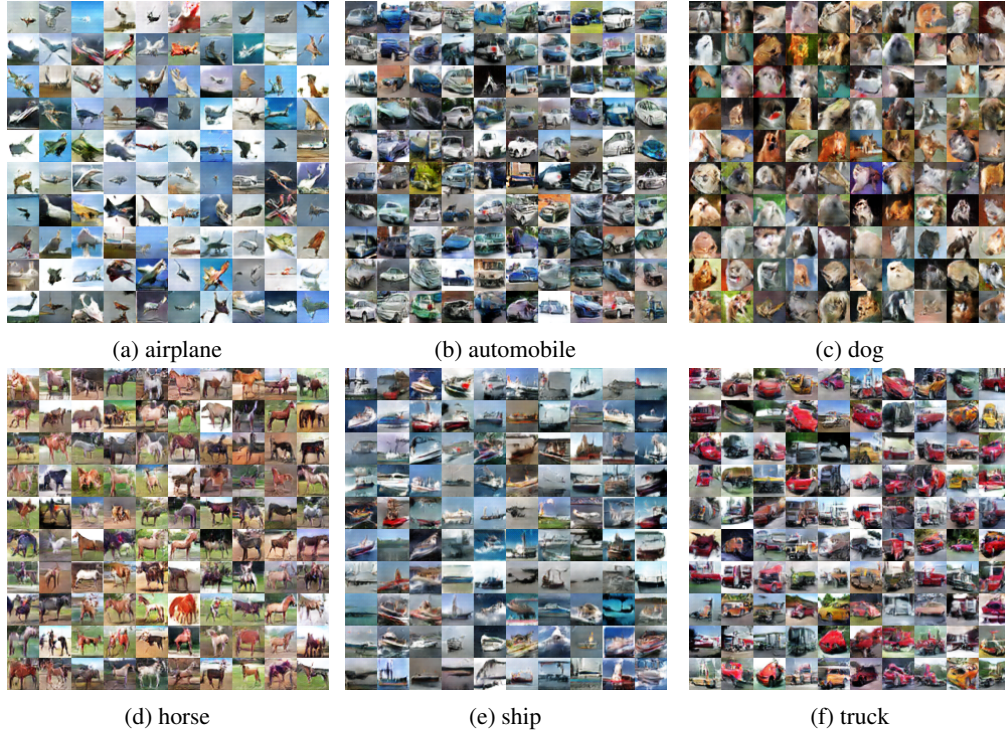 (a) airplane
(b) automobile
(c) dog
(d) horse
(e) ship
(f) truck